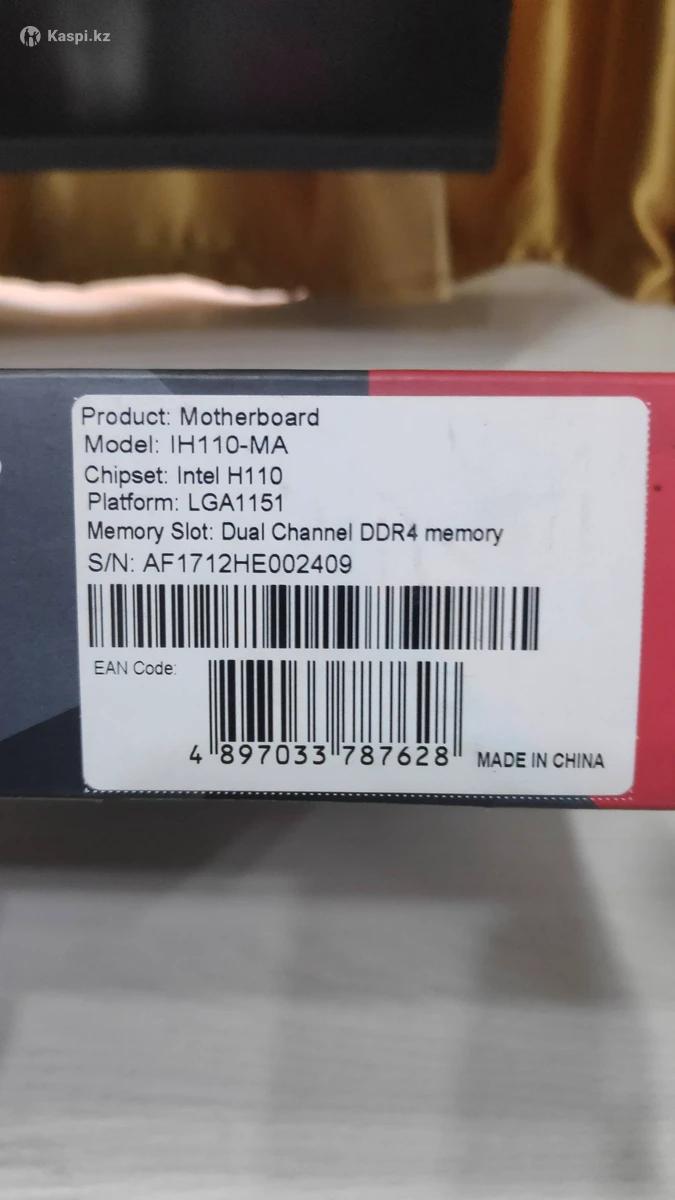 Kaspi.kz
Product: Motherboard
Model: IH110-MA
Chipset: Intel H110
Platform: LGA1151
Memory Slot: Dual Channel DDR4 memory
S/N: AF1712HE002409
EAN Code:
4 897033 787628
MADE IN CHINA